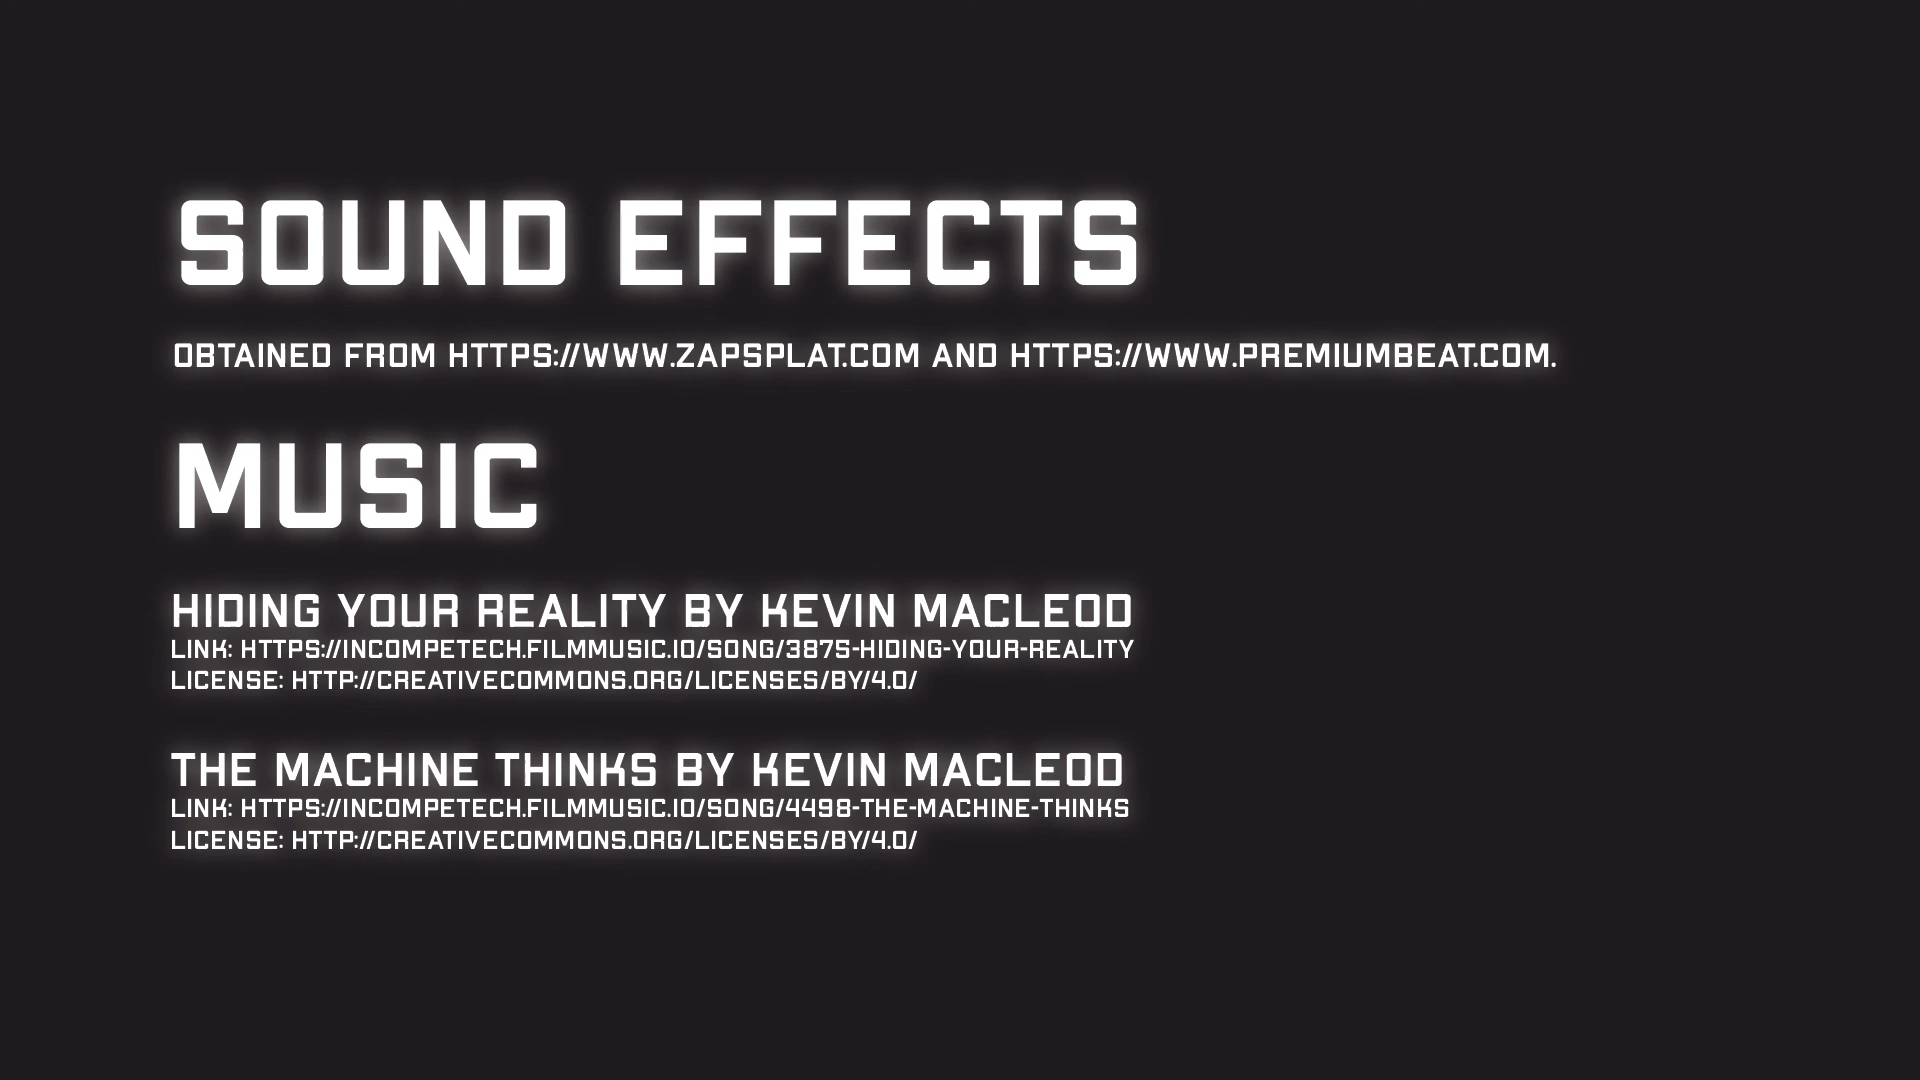 SOUND EFFECTS
OBTAINED FROM HTTPS://WWW.ZAPSPLAT.COM AND HTTPS://WWW.PREMIUMBEAT.COM.
MUSIC
HIDING YOUR REALITY BY KEVIN MACLEOD
LINK: HTTPS://INCOMPETECH.FILMMUSIC.IO/SONG/3875-HIDING-YOUR-REALITY
LICENSE: HTTP://CREATIVECOMMONS.ORG/LICENSES/BY/4.0/
THE MACHINE THINKS BY KEVIN MACLEOD
LINK: HTTPS://INCOMPETECH.FILMMUSIC.IO/SONG/4498-THE-MACHINE-THINKS
LICENSE: HTTP://CREATIVECOMMONS.ORG/LICENSES/BY/4.0/